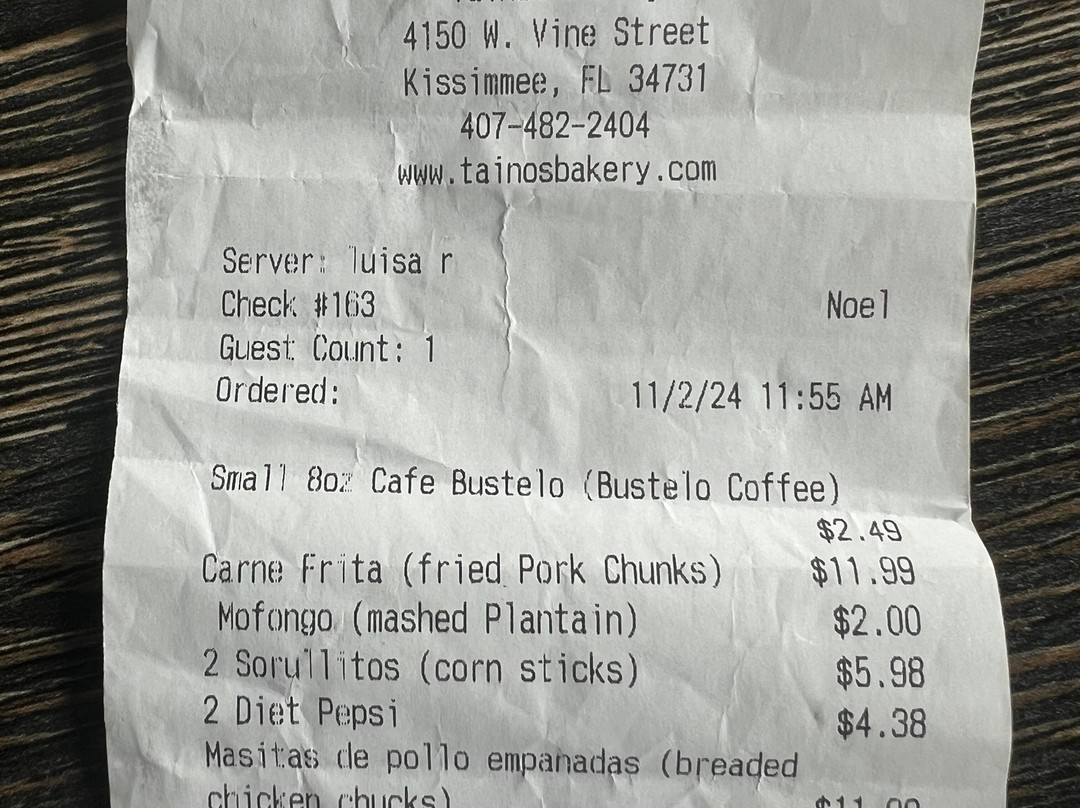 4150 W. Vine Street
Kissimmee, FL 34731
407-482-2404
www.tainosbakery.com
Server: luisa r
Check #163 Noel
Guest Count: 1
Ordered: 11/2/24 11:55 AM
Small 8oz Cafe Bustelo (Bustelo Coffee)
$2.49
Carne Frita (fried Pork Chunks) $11.99
Mofongo (mashed Plantain) $2.00
2 Sorullitos (corn sticks) $5.98
2 Diet Pepsi $4.38
Masitas de pollo empanadas (breaded
chicken chucks)